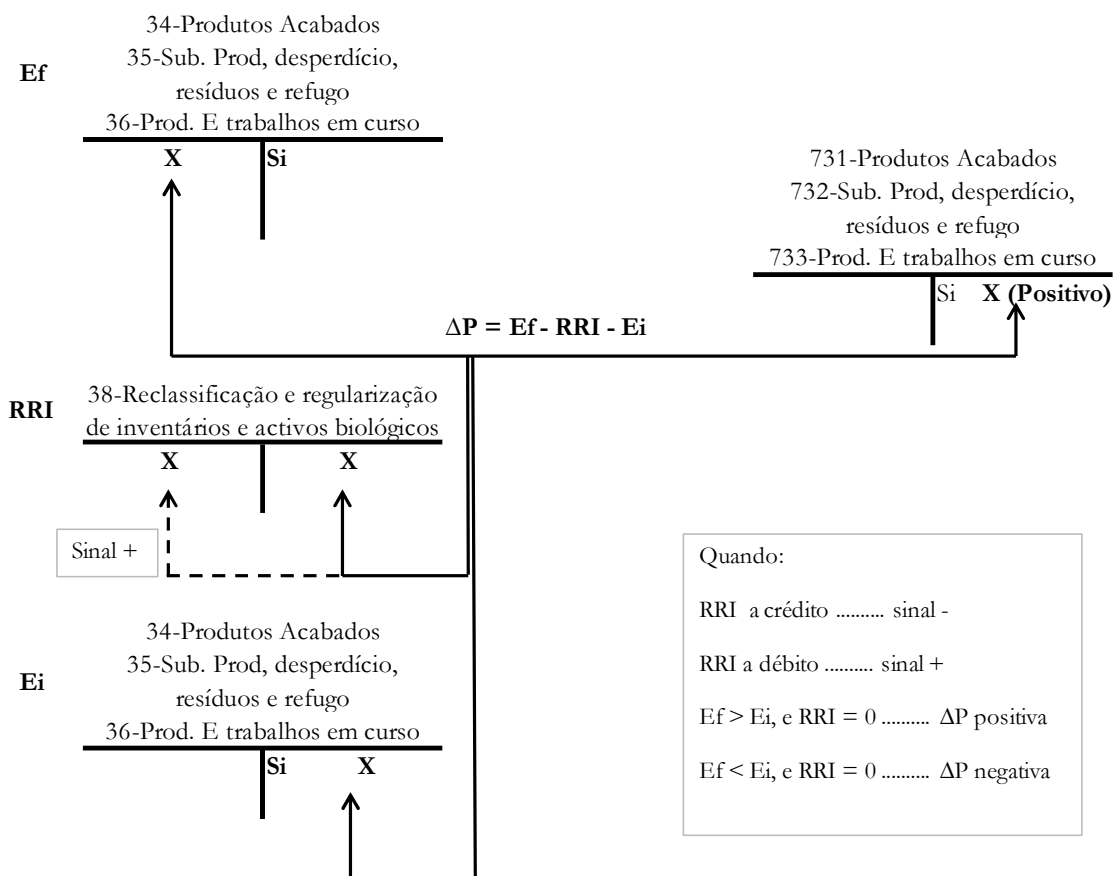 34-Produtos Acabados
35-Sub. Prod, desperdício,
Ef
resíduos e refugo
36-Prod. E trabalhos em curso
X
Si
731-Produtos Acabados
732-Sub. Prod, desperdício,
resíduos e refugo
733-Prod. E trabalhos em curso
Si X (Positivo)
ΔP = Ef - RRI - Ei
RRI
38-Reclassificação e regularização
de inventários e activos biológicos
X
X
Sinal +
34-Produtos Acabados
35-Sub. Prod, desperdício,
Ei
resíduos e refugo
36-Prod. E trabalhos em curso
Si X
Quando:
RRI a crédito .......... sinal -
RRI a débito .......... sinal +
Ef > Ei, e RRI = 0 ......... ΔP positiva
Ef < Ei, e RRI = 0 .......... ΔP negativa